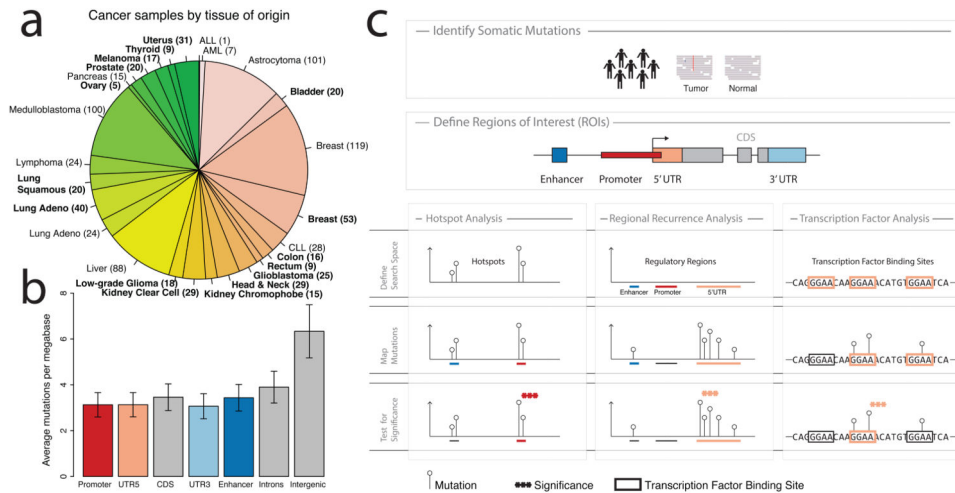 a
Cancer samples by tissue of origin
Uterus (31)
Thyroid (9)
Melanoma (17)
Prostate (20)
Pancreas (15)
Ovary (5)
Medulloblastoma (100)
Lymphoma (24)
Lung
Squamous (20)
Lung Adeno (40)
Lung Adeno (24)
Liver (88)
Low-grade Glioma (18)
Kidney Clear Cell (29)
ALL (1)
AML (7)
Astrocytoma (101)
Bladder (20)
Breast (119)
Breast (53)
CLL (28)
Colon (16)
Rectum (9)
Glioblastoma (25)
Head & Neck (29)
Kidney Chromophobe (15)
b
Average mutations per megabase
8
6
4
2
0
Promoter UTR5 CDS UTR3 Enhancer Introns Intergenic
c
Identify Somatic Mutations
Tumor Normal
Define Regions of Interest (ROIs)
CDS
Enhancer Promoter 5'UTR 3'UTR
Hotspot Analysis Regional Recurrence Analysis Transcription Factor Analysis
Define
Search Space
Hotspots
Regulatory Regions
Enhancer Promoter 5'UTR
Transcription Factor Binding Sites
CAGGGAACAAGGAAACATGTGGAATCA
Map
Mutations
CAGGGAACAAGGAAACATGTGGAATCA
Test for
Significance
CAGGGAACAAGGAAACATGTGGAATCA
Mutation Significance Transcription Factor Binding Site